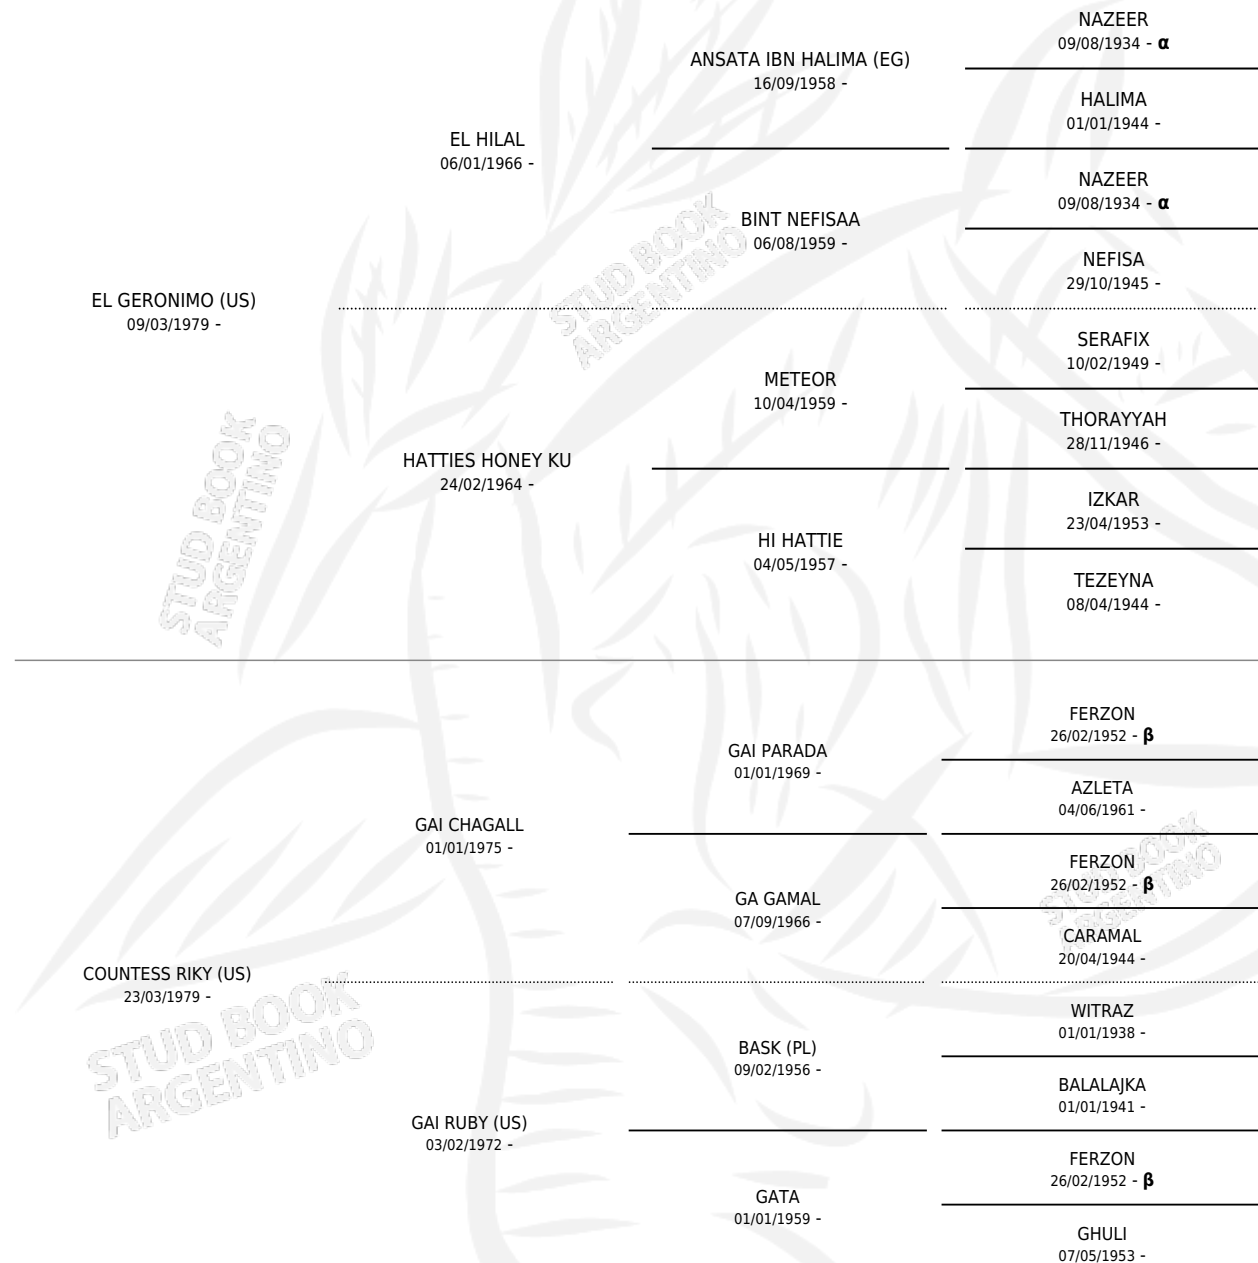 NAZEER
09/08/1934 - α
ANSATA IBN HALIMA (EG)
16/09/1958 -
HALIMA
01/01/1944 -
EL HILAL
06/01/1966 -
NAZEER
09/08/1934 - α
BINT NEFISAA
06/08/1959 -
NEFISA
29/10/1945 -
EL GERONIMO (US)
09/03/1979 -
SERAFIX
10/02/1949 -
METEOR
10/04/1959 -
THORAYYAH
28/11/1946 -
HATTIES HONEY KU
24/02/1964 -
IZKAR
23/04/1953 -
HI HATTIE
04/05/1957 -
TEZEYNA
08/04/1944 -
FERZON
26/02/1952 - β
GAI PARADA
01/01/1969 -
AZLETA
04/06/1961 -
GAI CHAGALL
01/01/1975 -
FERZON
26/02/1952 - β
GA GAMAL
07/09/1966 -
CARAMAL
20/04/1944 -
COUNTESS RIKY (US)
23/03/1979 -
WITRAZ
01/01/1938 -
BASK (PL)
09/02/1956 -
BALALAJKA
01/01/1941 -
GAI RUBY (US)
03/02/1972 -
FERZON
26/02/1952 - β
GATA
01/01/1959 -
GHULI
07/05/1953 -
STUD BOOK
ARGENTINO
STUD BOOK
ARGENTINO
STUD BOOK
ARGENTINO
STUD BOOK
ARGENTINO